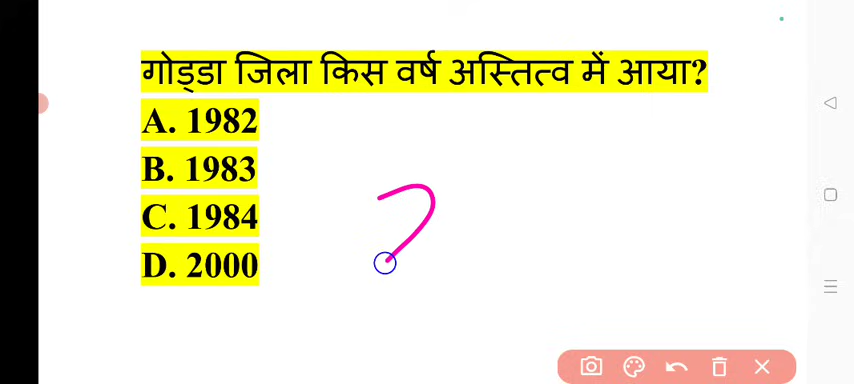 गोड्डा जिला किस वर्ष अस्तित्व में आया?
A. 1982
B. 1983
C. 1984
D. 2000